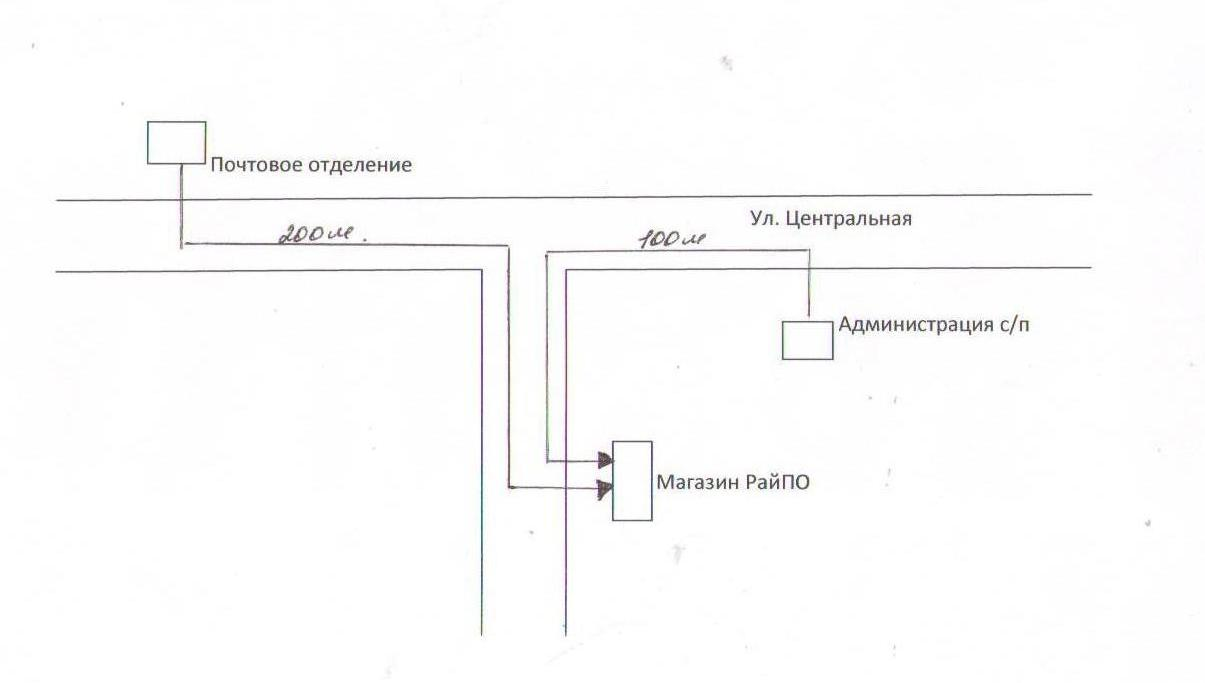 Почтовое отделение
Ул. Центральная
200м.
100м
Администрация с/п
Магазин РайПО